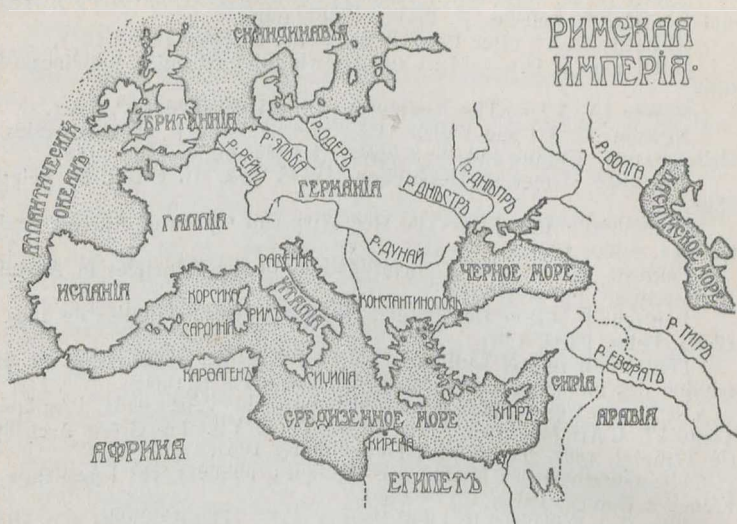 РИМСКАЯ
ИМПЕРІЯ.
СКАНДИНАВІЯ
БРИТАННІЯ
АТЛАНТИЧЕСКІЙ
ОКЕАНЪ
Р. РЕЙНЪ
Р. ЭЛЬБА
Р. ОДЕРЪ
ГЕРМАНІЯ
Р. ДНѢСТРЪ
Р. ДНѢПРЪ
Р. ВОЛГА
КАСПІЙСКОЕ МОРЕ
ГАЛЛІЯ
Р. ДУНАЙ
ЧЕРНОЕ МОРЕ
РАВЕННА
ИСПАНІЯ
КОРСИКА
ИТАЛІЯ
КОНСТАНТИНОПОЛЬ
РИМЪ
САРДИНІЯ
Р. ТИГРЪ
Р. ЕВФРАТЪ
КАРѲАГЕНЪ
СИЦИЛІЯ
СИРІЯ
СРЕДИЗЕМНОЕ МОРЕ
КИПРЪ
АРАВІЯ
АФРИКА
КИРЕНА
ЕГИПЕТЪ